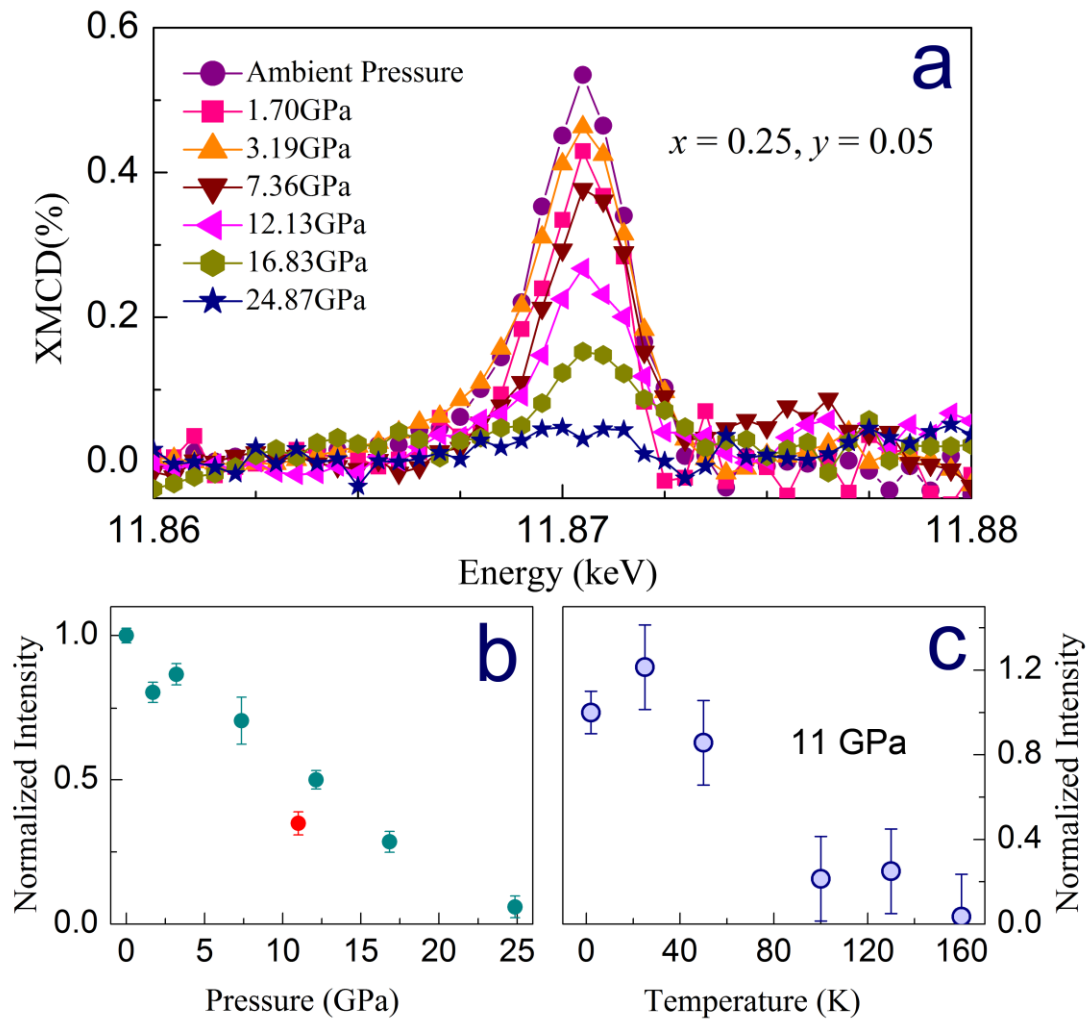 a
Ambient Pressure
1.70GPa
3.19GPa
7.36GPa
12.13GPa
16.83GPa
24.87GPa
x = 0.25, y = 0.05
XMCD(%)
0.6
0.4
0.2
0.0
11.86 11.87 11.88
Energy (keV)
b
Normalized Intensity
1.0
0.5
0.0
0 5 10 15 20 25
Pressure (GPa)
c
11 GPa
1.2
0.8
0.4
0.0
Normalized Intensity
0 40 80 120 160
Temperature (K)